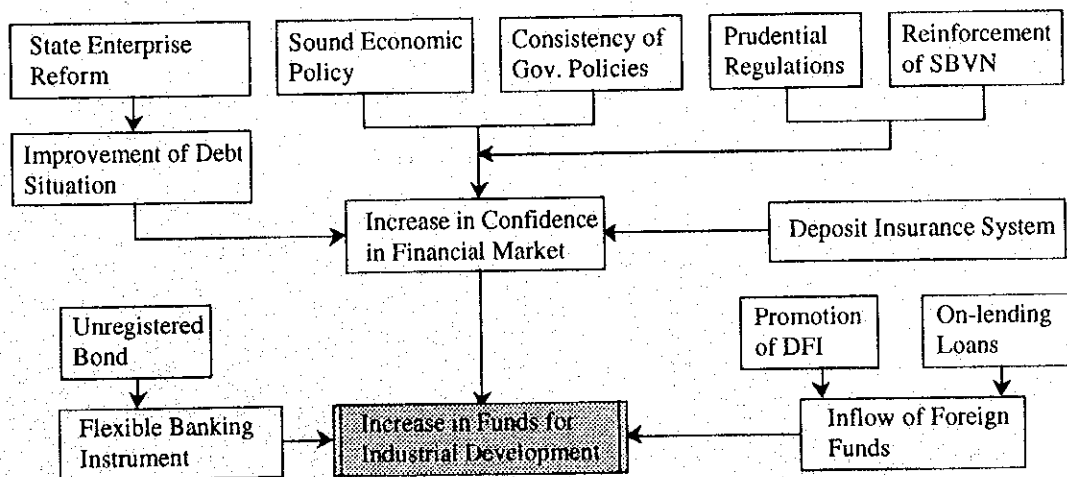 State Enterprise
Reform
Sound Economic
Policy
Consistency of
Gov. Policies
Prudential
Regulations
Reinforcement
of SBVN
Improvement of Debt
Situation
Increase in Confidence
in Financial Market
Deposit Insurance System
Unregistered
Bond
Promotion
of DFI
On-lending
Loans
Flexible Banking
Instrument
Increase in Funds for
Industrial Development
Inflow of Foreign
Funds